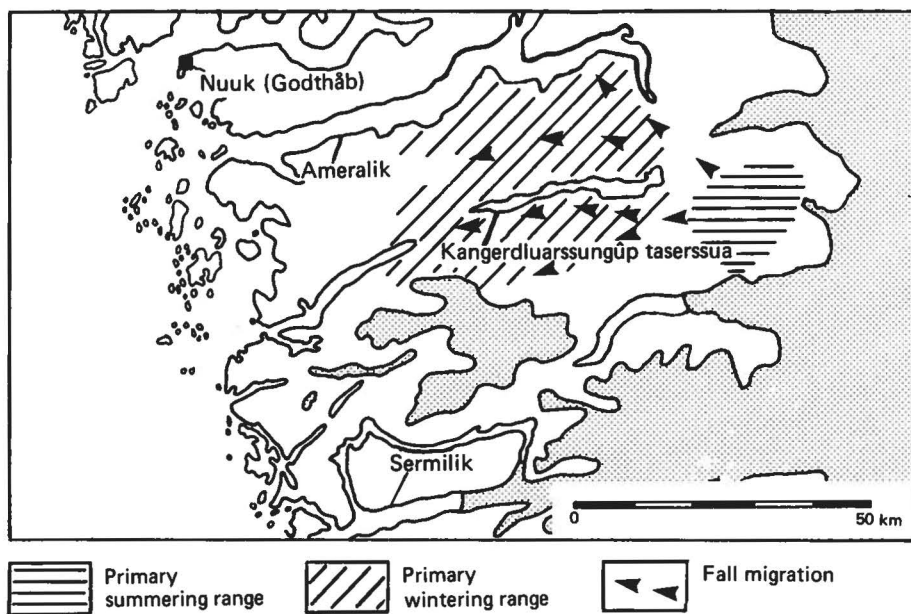 Nuuk (Godthåb)
Ameralik
Kangerdluarssungûp taserssua
Sermilik
0 50 km
Primary
summering range
Primary
wintering range
Fall migration